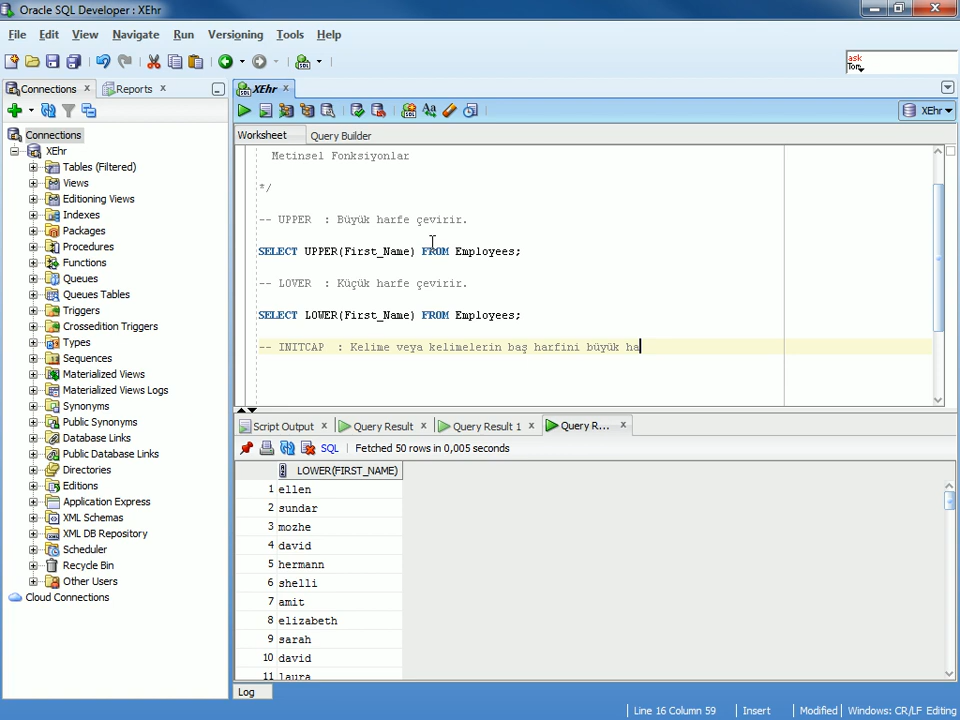 Oracle SQL Developer : XEhr
File Edit View Navigate Run Versioning Tools Help
ask
Tom
Connections Reports
XEhr
XEhr
Worksheet Query Builder
Connections
XEhr
Tables (Filtered)
Views
Editioning Views
Indexes
Packages
Procedures
Functions
Queues
Queues Tables
Triggers
Crossedition Triggers
Types
Sequences
Materialized Views
Materialized Views Logs
Synonyms
Public Synonyms
Database Links
Public Database Links
Directories
Editions
Application Express
XML Schemas
XML DB Repository
Scheduler
Recycle Bin
Other Users
Cloud Connections
Metinsel Fonksiyonlar
*/
-- UPPER : Büyük harfe çevirir.
SELECT UPPER(First_Name) FROM Employees;
-- LOVER : Küçük harfe çevirir.
SELECT LOWER(First_Name) FROM Employees;
-- INITCAP : Kelime veya kelimelerin baş harfini büyük ha
Script Output Query Result Query Result 1 Query R...
SQL Fetched 50 rows in 0,005 seconds
LOWER(FIRST_NAME)
1 ellen
2 sundar
3 mozhe
4 david
5 hermann
6 shelli
7 amit
8 elizabeth
9 sarah
10 david
11 laura
Log
Line 16 Column 59 Insert Modified Windows: CR/LF Editing